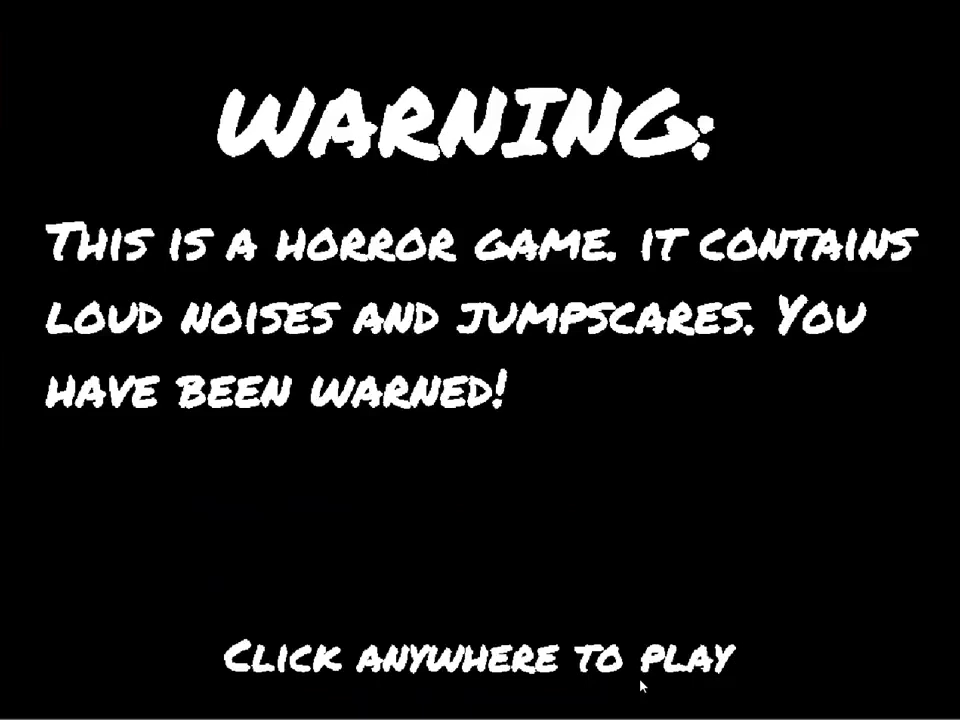 WARNING:
THIS IS A HORROR GAME. IT CONTAINS
LOUD NOISES AND JUMPSCARES. YOU
HAVE BEEN WARNED!
CLICK ANYWHERE TO PLAY